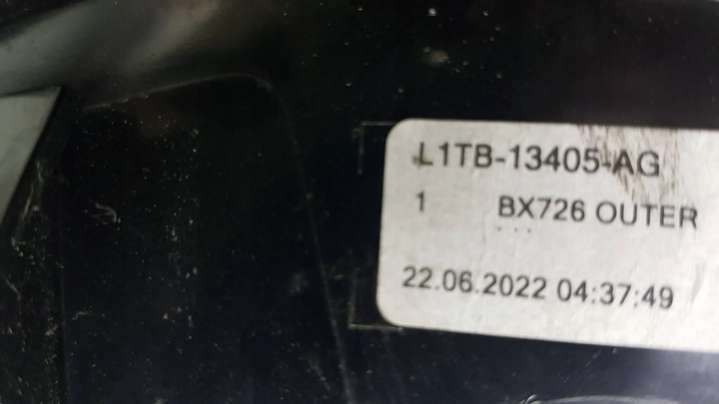 L1TB-13405-AG
1 BX726 OUTER
22.06.2022 04:37:49